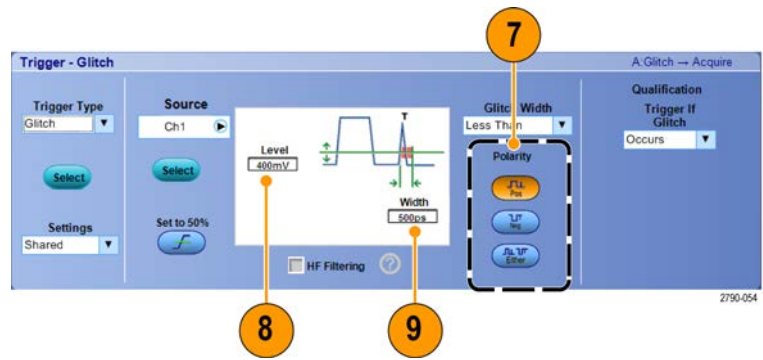 7
Trigger - Glitch
A:Glitch → Acquire
Trigger Type
Glitch
Select
Settings
Shared
Source
Ch1
Select
Set to 50%
Level
400mV
T
Width
500ps
HF Filtering
?
Glitch Width
Less Than
Polarity
Pos
Neg
Either
Qualification
Trigger If
Glitch
Occurs
2790-054
8
9